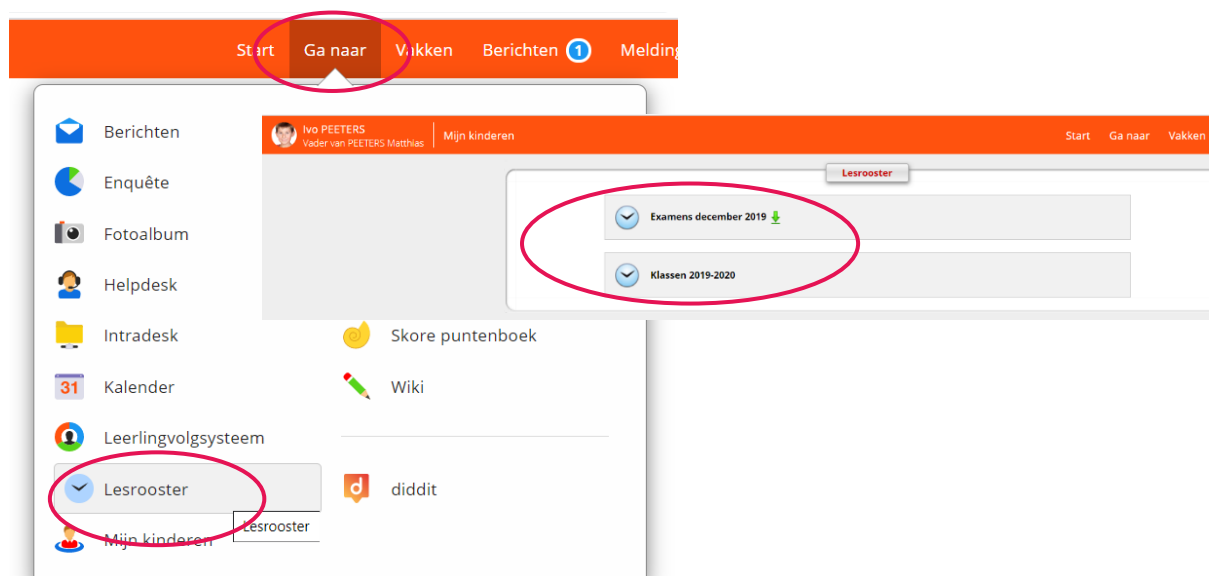 Start Ga naar Vakken Berichten 1 Melding
Berichten
Enquête
Fotoalbum
Helpdesk
Intradesk
31 Kalender
Leerlingvolgsysteem
Lesrooster
Lesrooster
Mijn kinderen
Ivo PEETERS
Vader van PEETERS Matthias
Mijn kinderen
Start Ga naar Vakken
Lesrooster
Examens december 2019
Klassen 2019-2020
Skore puntenboek
Wiki
d diddit